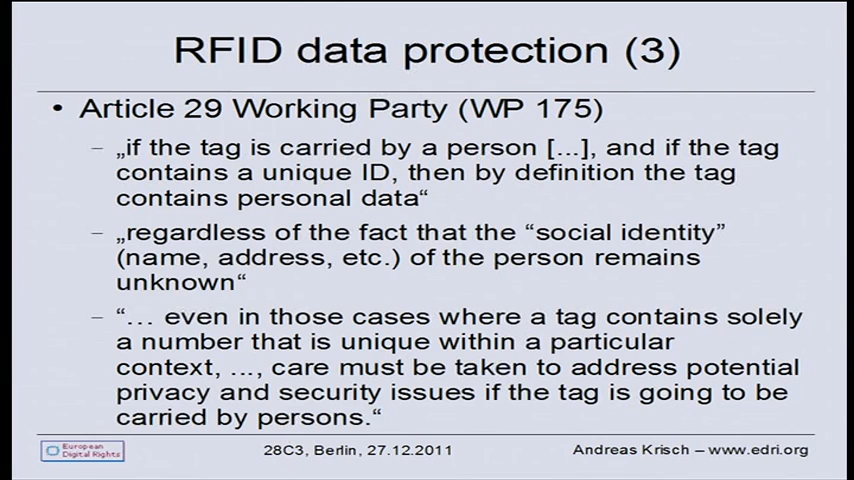 RFID data protection (3)
• Article 29 Working Party (WP 175)
– „if the tag is carried by a person [...], and if the tag
contains a unique ID, then by definition the tag
contains personal data“
– „regardless of the fact that the “social identity”
(name, address, etc.) of the person remains
unknown“
– “… even in those cases where a tag contains solely
a number that is unique within a particular
context, ..., care must be taken to address potential
privacy and security issues if the tag is going to be
carried by persons.“
European
Digital Rights
28C3, Berlin, 27.12.2011
Andreas Krisch – www.edri.org